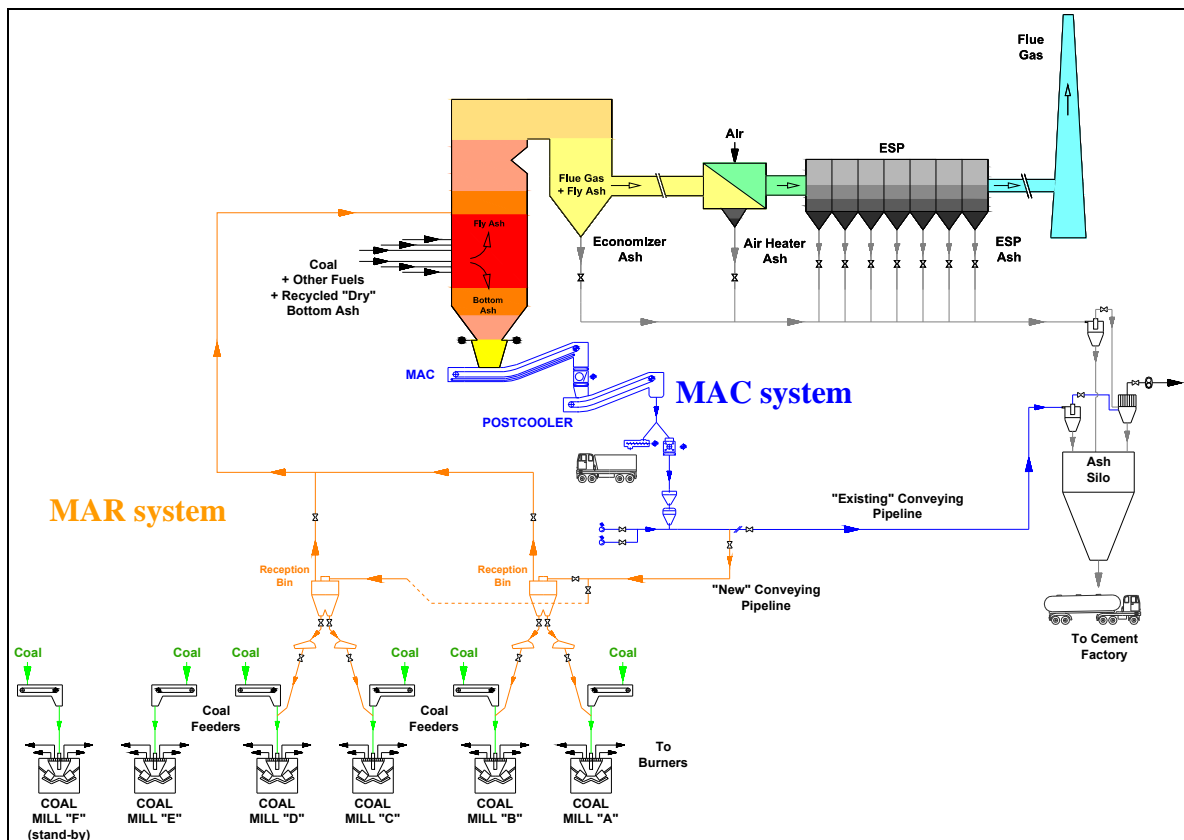 Flue
Gas
Air
ESP
Flue Gas
+ Fly Ash
Fly Ash
Economizer
Ash
Air Heater
Ash
ESP
Ash
Coal
+ Other Fuels
+ Recycled "Dry"
Bottom Ash
Bottom
Ash
MAC
MAC system
POSTCOOLER
Ash
Silo
MAR system
"Existing" Conveying
Pipeline
Reception
Bin
Reception
Bin
"New" Conveying
Pipeline
To Cement
Factory
Coal
Coal
Coal
Coal
Coal
Coal
Coal
Feeders
Coal
Feeders
To
Burners
COAL
MILL "F"
(stand-by)
COAL
MILL "E"
COAL
MILL "D"
COAL
MILL "C"
COAL
MILL "B"
COAL
MILL "A"